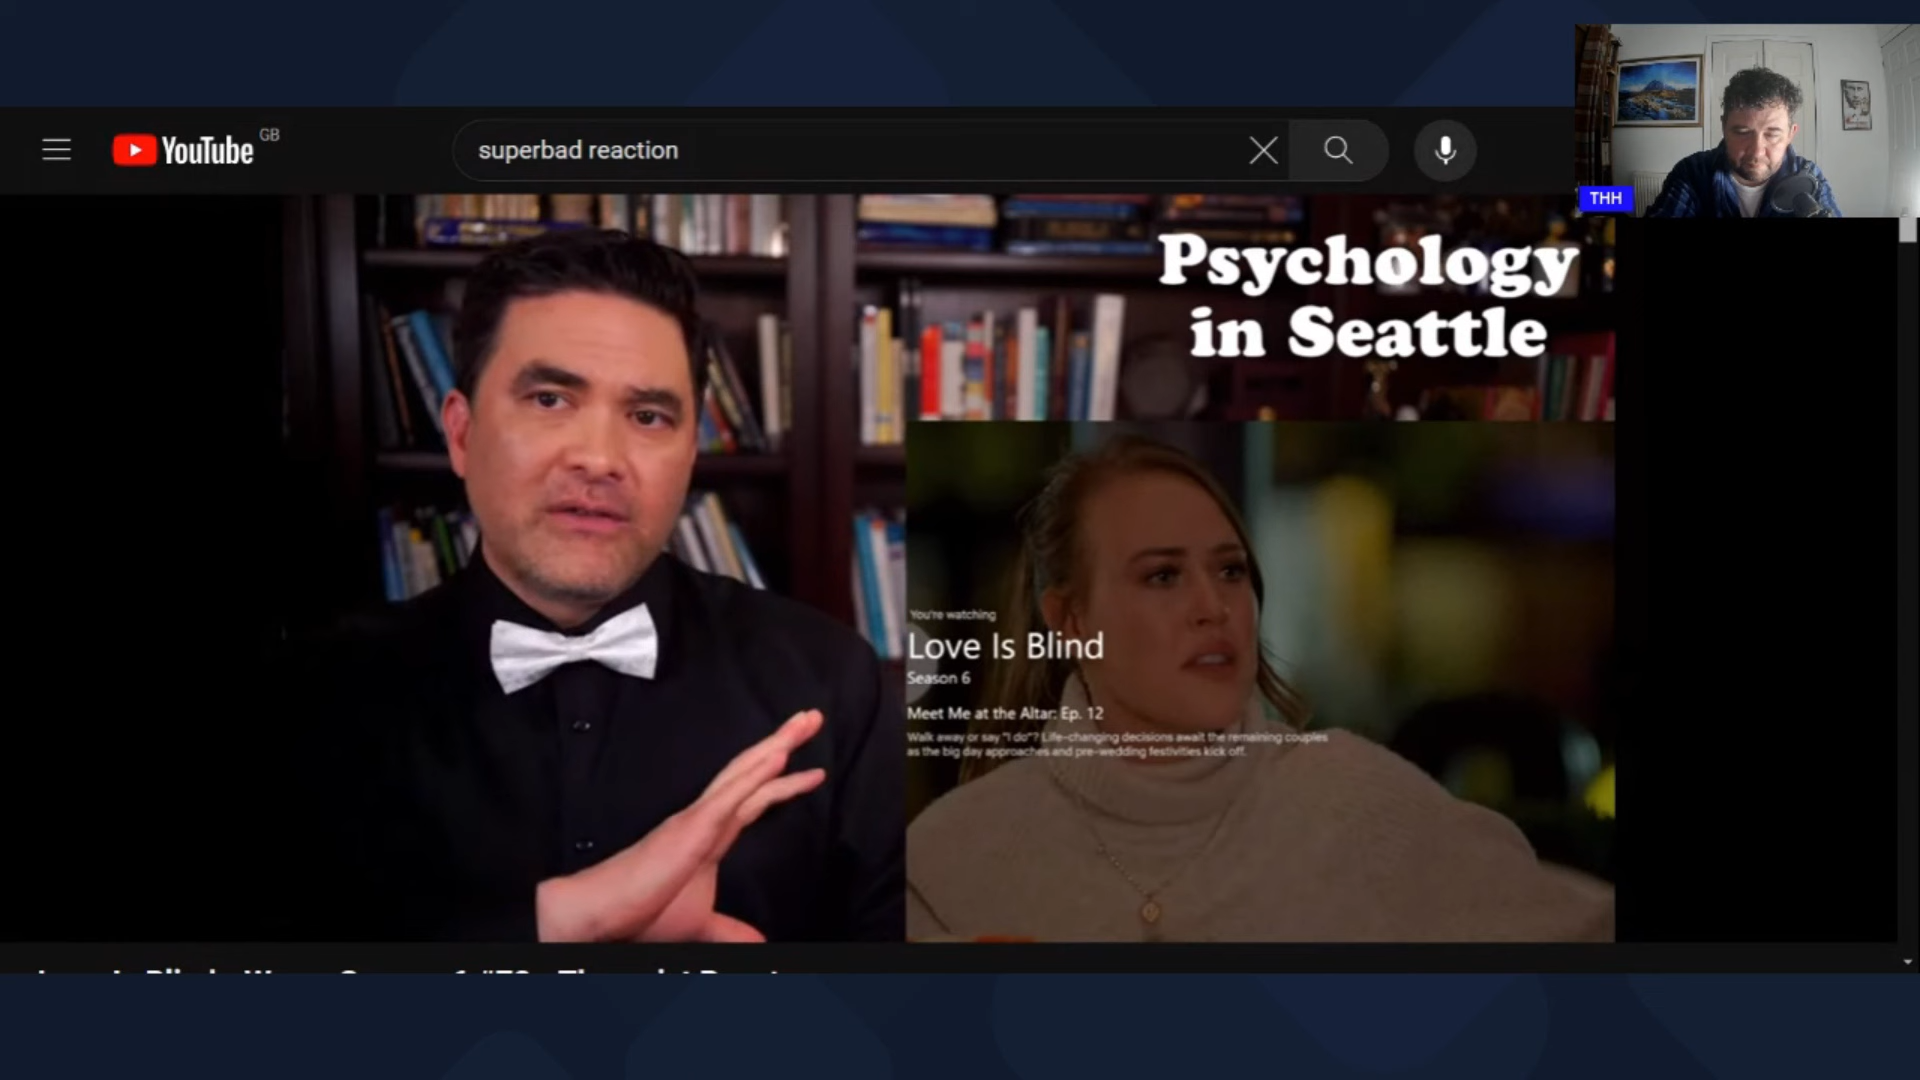 YouTube GB
superbad reaction
THH
Psychology
in Seattle
You're watching
Love Is Blind
Season 6
Meet Me at the Altar: Ep. 12
Walk away or say "I do"? Life-changing decisions await the remaining couples
as the big day approaches and pre-wedding festivities kick off.